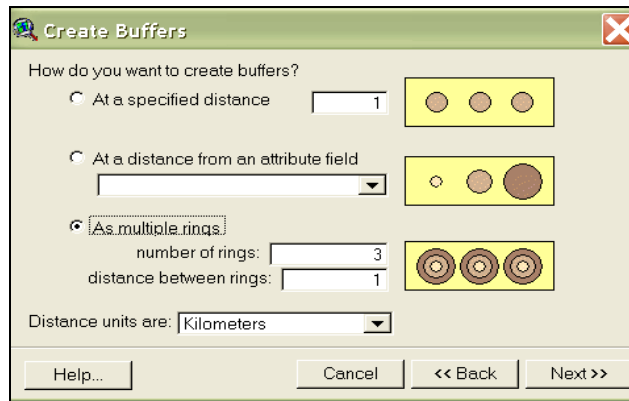 Create Buffers
How do you want to create buffers?
At a specified distance 1
At a distance from an attribute field
As multiple rings
number of rings: 3
distance between rings: 1
Distance units are: Kilometers
Help... Cancel << Back Next >>